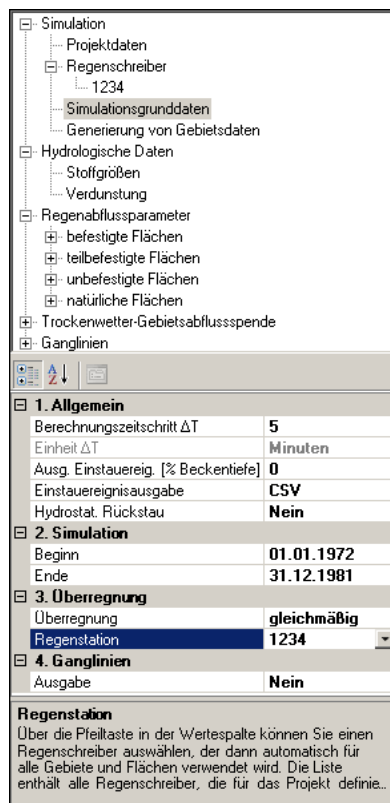 Simulation
Projektdaten
Regenschreiber
1234
Simulationsgrunddaten
Generierung von Gebietsdaten
Hydrologische Daten
Stoffgrößen
Verdunstung
Regenabflussparameter
befestigte Flächen
teilbefestigte Flächen
unbefestigte Flächen
natürliche Flächen
Trockenwetter-Gebietsabflussspende
Ganglinien
1. Allgemein
Berechnungszeitschritt ΔT 5
Einheit ΔT Minuten
Ausg. Einstauereig. [% Beckentiefe] 0
Einstauereignisausgabe CSV
Hydrostat. Rückstau Nein
2. Simulation
Beginn 01.01.1972
Ende 31.12.1981
3. Überregnung
Überregnung gleichmäßig
Regenstation 1234
4. Ganglinien
Ausgabe Nein
Regenstation
Über die Pfeiltaste in der Wertespalte können Sie einen
Regenschreiber auswählen, der dann automatisch für
alle Gebiete und Flächen verwendet wird. Die Liste
enthält alle Regenschreiber, die für das Projekt definie...